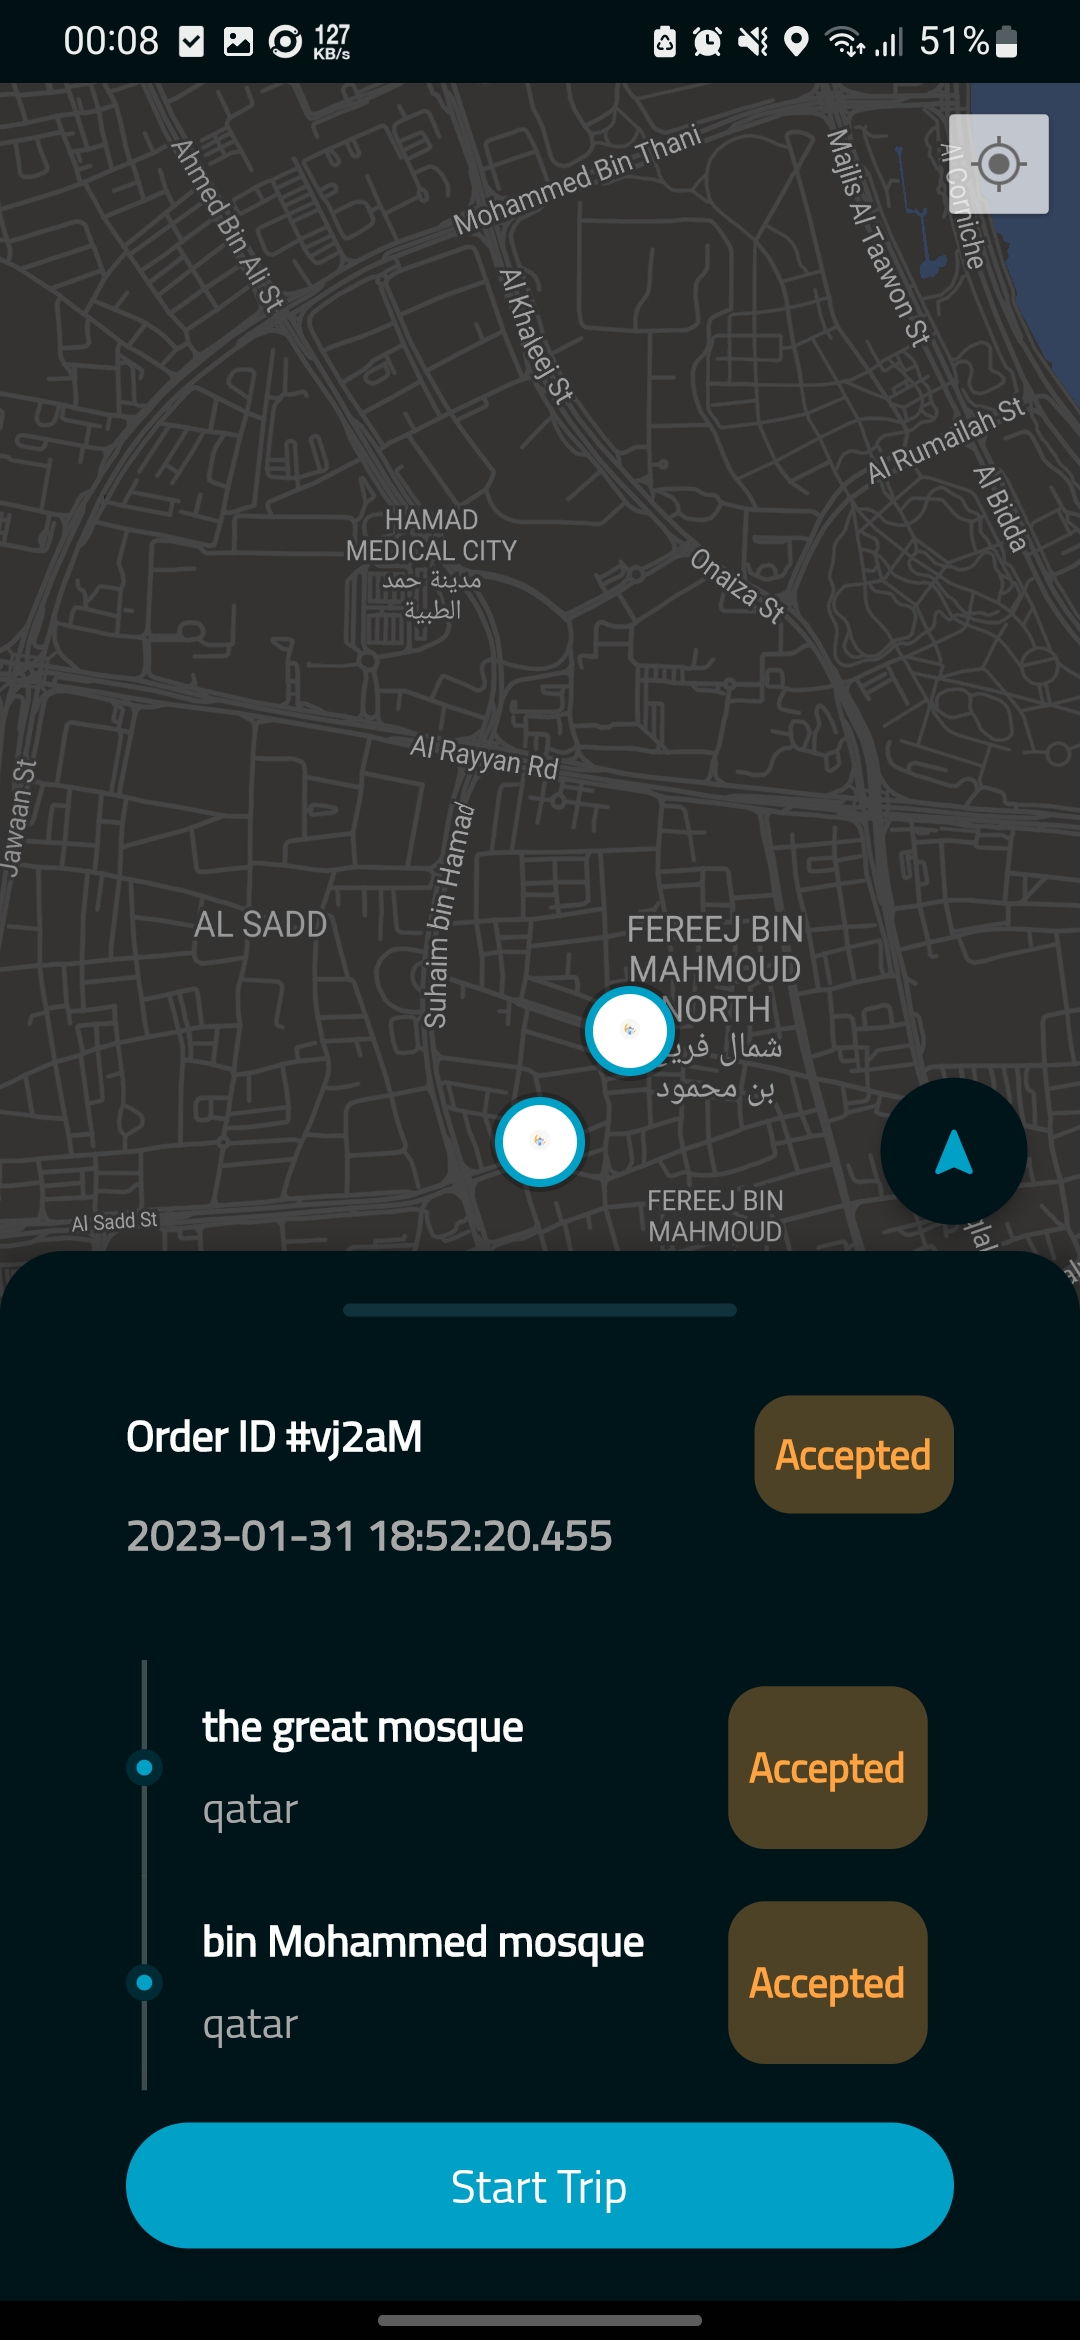 00:08
127
KB/s
51%
Ahmed Bin Ali St
Mohammed Bin Thani
Majlis Al Taawon St
Al Corniche
Al Khaleej St
Al Rumailah St
Al Bidda
HAMAD
MEDICAL CITY
مدينة حمد
الطبية
Onaiza St
Al Rayyan Rd
Jawaan St
Suhaim bin Hamad
AL SADD
FEREEJ BIN
MAHMOUD
NORTH
شمال فريج
بن محمود
Al Sadd St
FEREEJ BIN
MAHMOUD
Order ID #vj2aM
Accepted
2023-01-31 18:52:20.455
the great mosque
Accepted
qatar
bin Mohammed mosque
Accepted
qatar
Start Trip